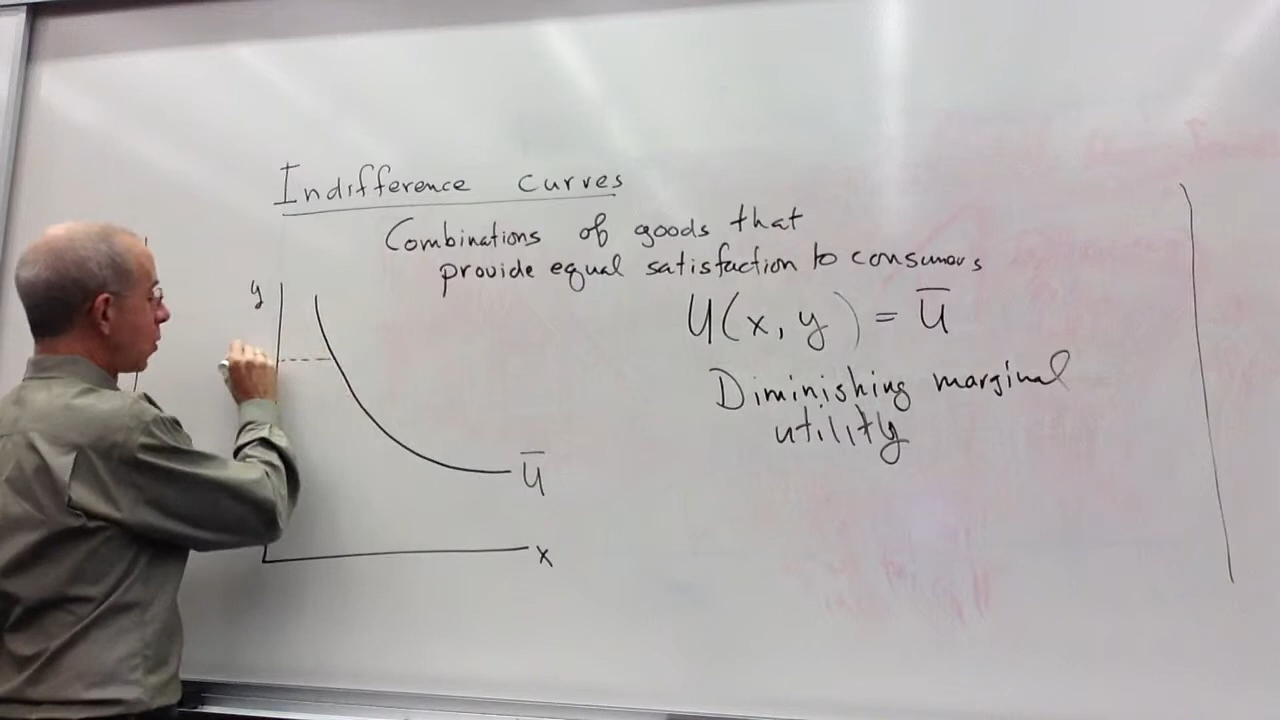 Indifference curves
Combinations of goods that
provide equal satisfaction to consumers
U(x, y) = U̅
Diminishing marginal
utility
y
U̅
x